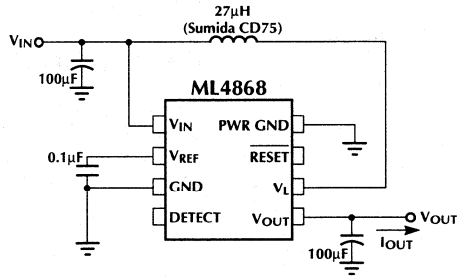 27µH
(Sumida CD75)
VIN
100µF
ML4868
VIN
PWR GND
0.1µF
VREF
RESET
GND
VL
DETECT
VOUT
VOUT
IOUT
100µF